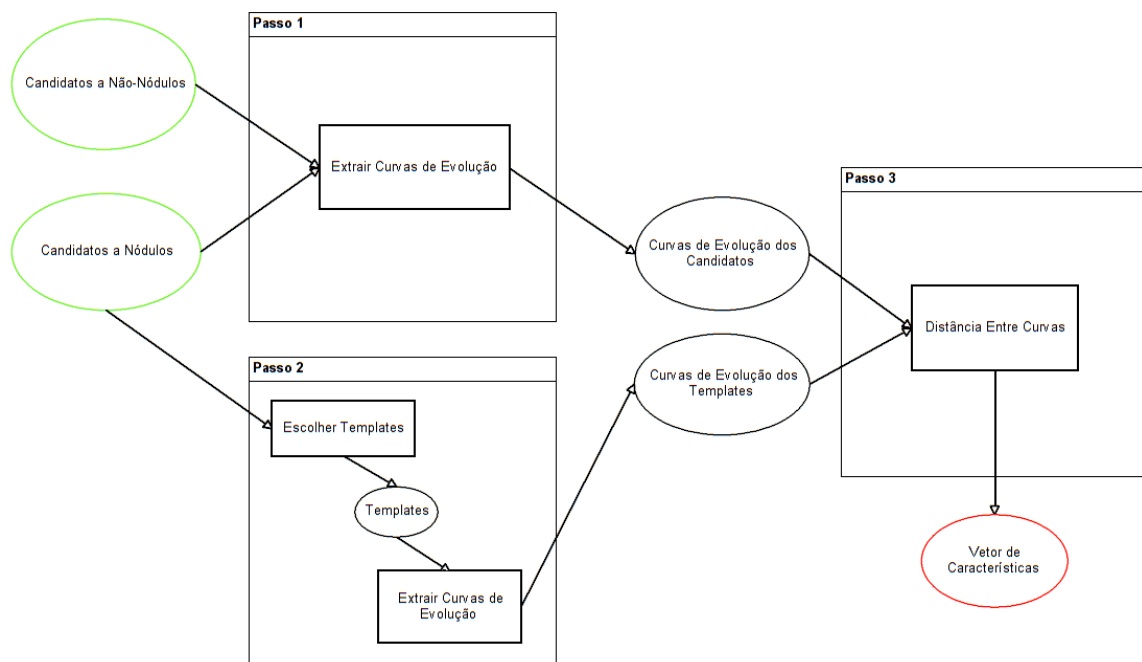 Passo 1
Candidatos a Não-Nódulos
Extrair Curvas de Evolução
Candidatos a Nódulos
Passo 2
Escolher Templates
Templates
Extrair Curvas de
Evolução
Curvas de Evolução dos
Candidatos
Curvas de Evolução dos
Templates
Passo 3
Distância Entre Curvas
Vetor de
Características